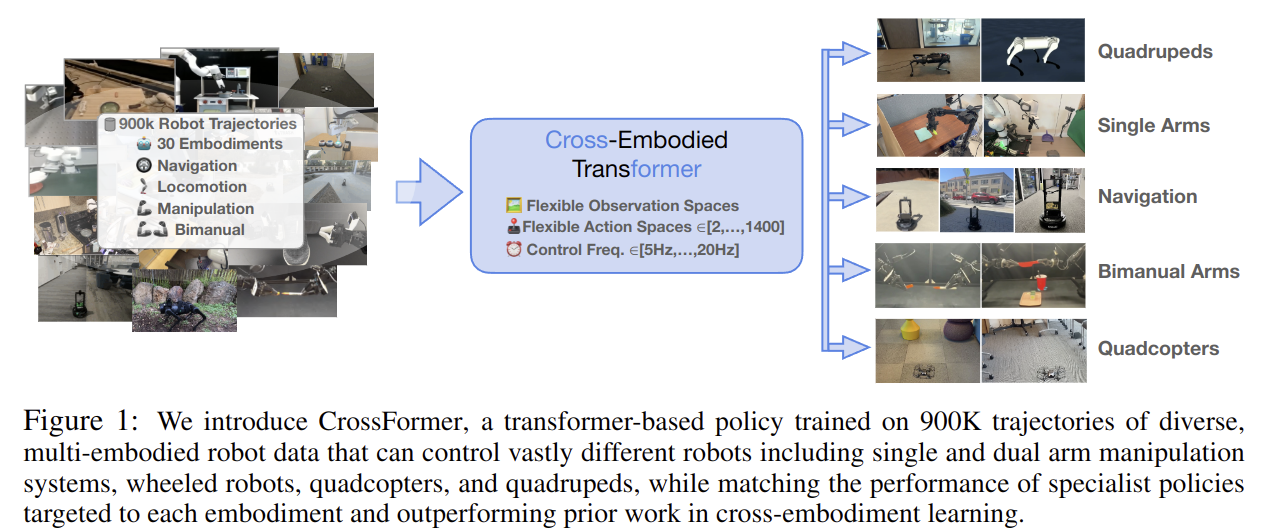 900k Robot Trajectories
30 Embodiments
Navigation
Locomotion
Manipulation
Bimanual
Cross-Embodied
Transformer
Flexible Observation Spaces
Flexible Action Spaces ∈[2,...,1400]
Control Freq. ∈[5Hz,...,20Hz]
Quadrupeds
Single Arms
Navigation
Bimanual Arms
Quadcopters
Figure 1: We introduce CrossFormer, a transformer-based policy trained on 900K trajectories of diverse,
multi-embodied robot data that can control vastly different robots including single and dual arm manipulation
systems, wheeled robots, quadcopters, and quadrupeds, while matching the performance of specialist policies
targeted to each embodiment and outperforming prior work in cross-embodiment learning.